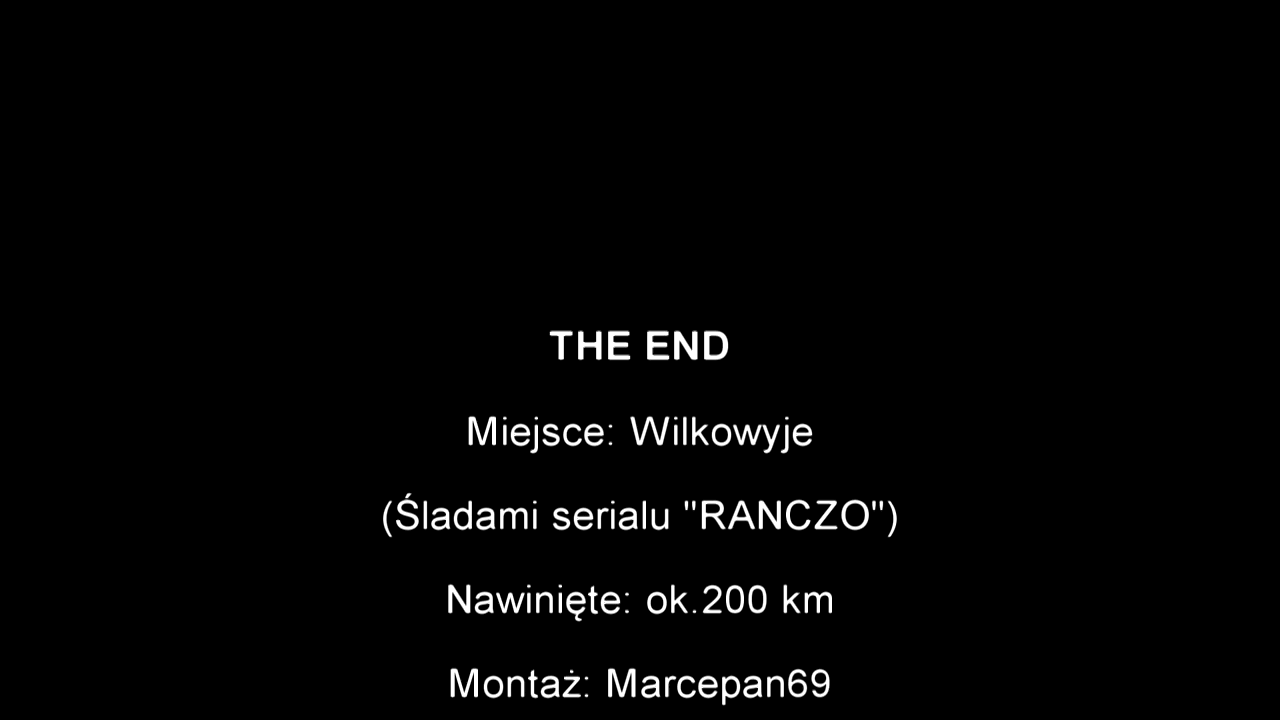 THE END
Miejsce: Wilkowyje
(Śladami serialu "RANCZO")
Nawinięte: ok.200 km
Montaż: Marcepan69